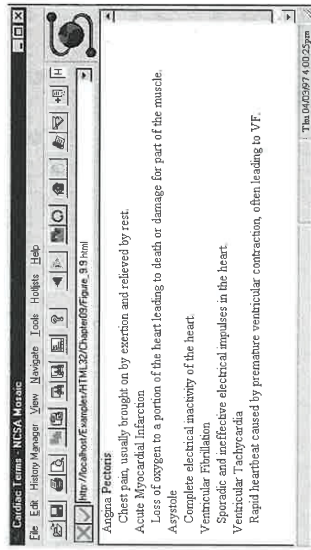 Cardiac Terms - NCSA Mosaic
File Edit History Manager View Navigate Tools Hotlists Help
http://localhost/Examples/HTML32/Chapter09/Figure_9.9.html
Angina Pectoris
Chest pain, usually brought on by exertion and relieved by rest.
Acute Myocardial Infarction
Loss of oxygen to a portion of the heart leading to death or damage for part of the muscle.
Asystole
Complete electrical inactivity of the heart.
Ventricular Fibrillation
Sporadic and ineffective electrical impulses in the heart.
Ventricular Tachycardia
Rapid heartbeat caused by premature ventricular contraction, often leading to VF.
Thu 04/03/97 4:00:25pm